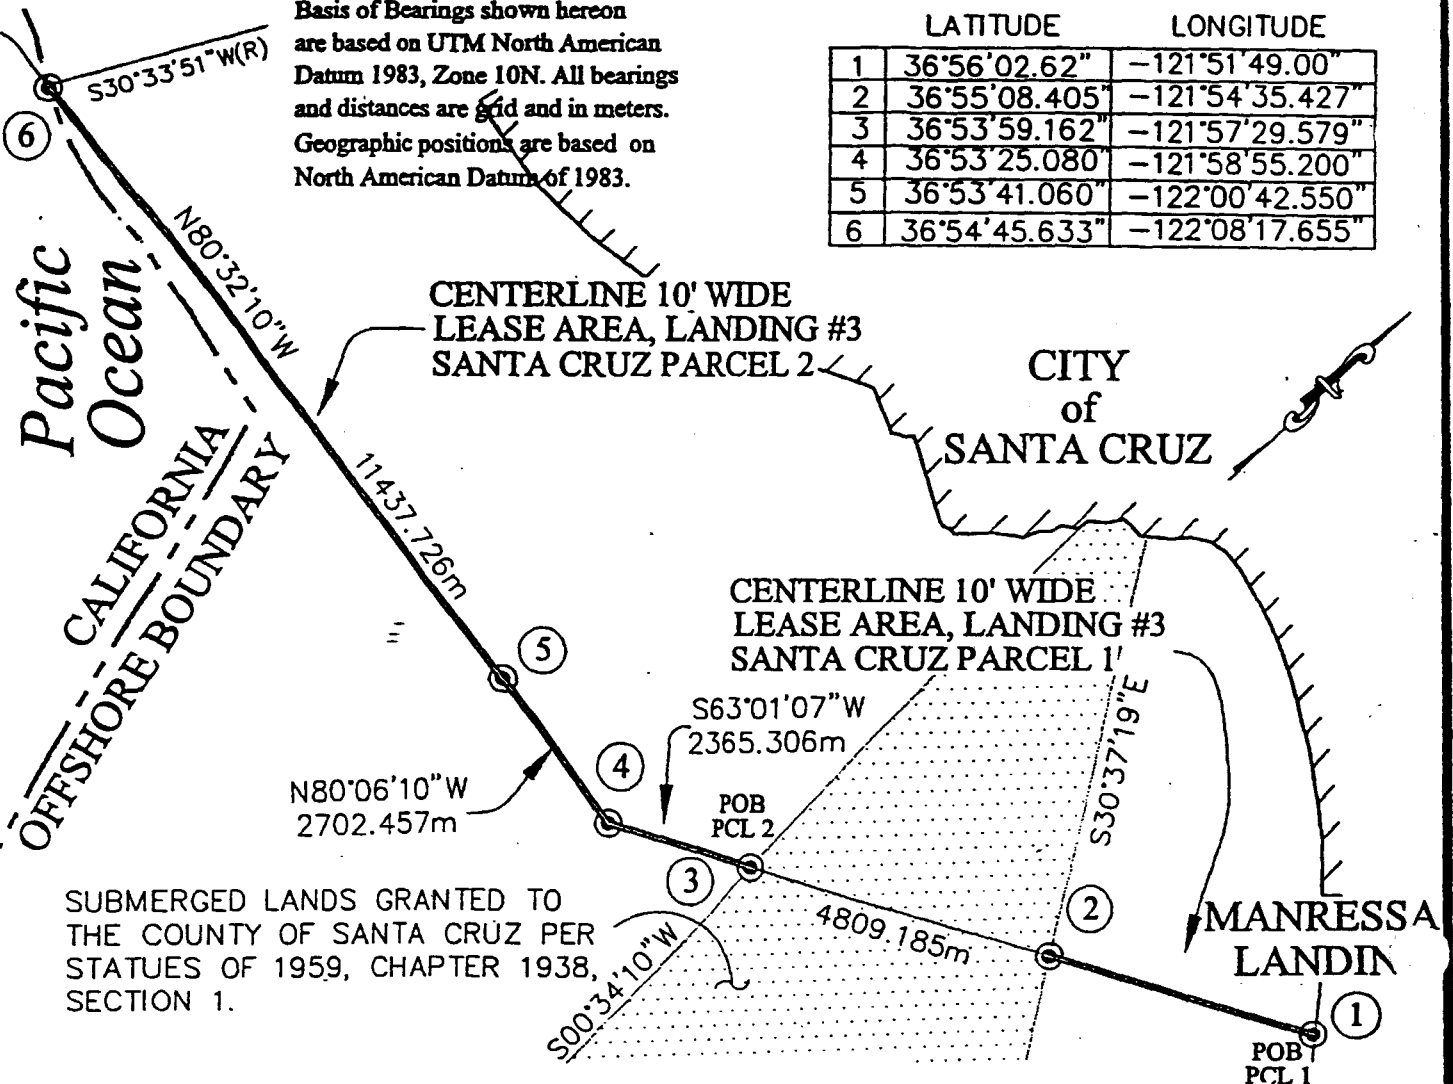 Basis of Bearings shown hereon
are based on UTM North American
Datum 1983, Zone 10N. All bearings
and distances are grid and in meters.
Geographic positions are based on
North American Datum of 1983.
LATITUDE LONGITUDE
1 36°56'02.62" -121°51'49.00"
2 36°55'08.405" -121°54'35.427"
3 36°53'59.162" -121°57'29.579"
4 36°53'25.080" -121°58'55.200"
5 36°53'41.060" -122°00'42.550"
6 36°54'45.633" -122°08'17.655"
S30°33'51"W(R)
6
N80°32'10"W
Pacific
Ocean
CENTERLINE 10' WIDE
LEASE AREA, LANDING #3
SANTA CRUZ PARCEL 2
CITY
of
SANTA CRUZ
11437.726m
CALIFORNIA
OFFSHORE BOUNDARY
CENTERLINE 10' WIDE
LEASE AREA, LANDING #3
SANTA CRUZ PARCEL 1
5
S63°01'07"W
2365.306m
S30°37'19"E
4
N80°06'10"W
2702.457m
POB
PCL 2
3
SUBMERGED LANDS GRANTED TO
THE COUNTY OF SANTA CRUZ PER
STATUES OF 1959, CHAPTER 1938,
SECTION 1.
S00°34'10"W
4809.185m
2
MANRESSA
LANDIN
1
POB
PCL 1